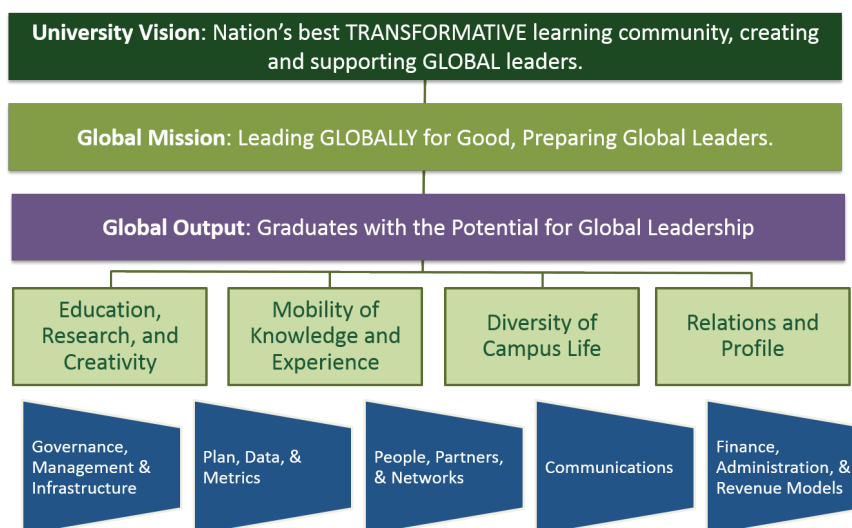 University Vision: Nation’s best TRANSFORMATIVE learning community, creating
and supporting GLOBAL leaders.
Global Mission: Leading GLOBALLY for Good, Preparing Global Leaders.
Global Output: Graduates with the Potential for Global Leadership
Education,
Research, and
Creativity
Mobility of
Knowledge and
Experience
Diversity of
Campus Life
Relations and
Profile
Governance,
Management &
Infrastructure
Plan, Data, &
Metrics
People, Partners,
& Networks
Communications
Finance,
Administration, &
Revenue Models